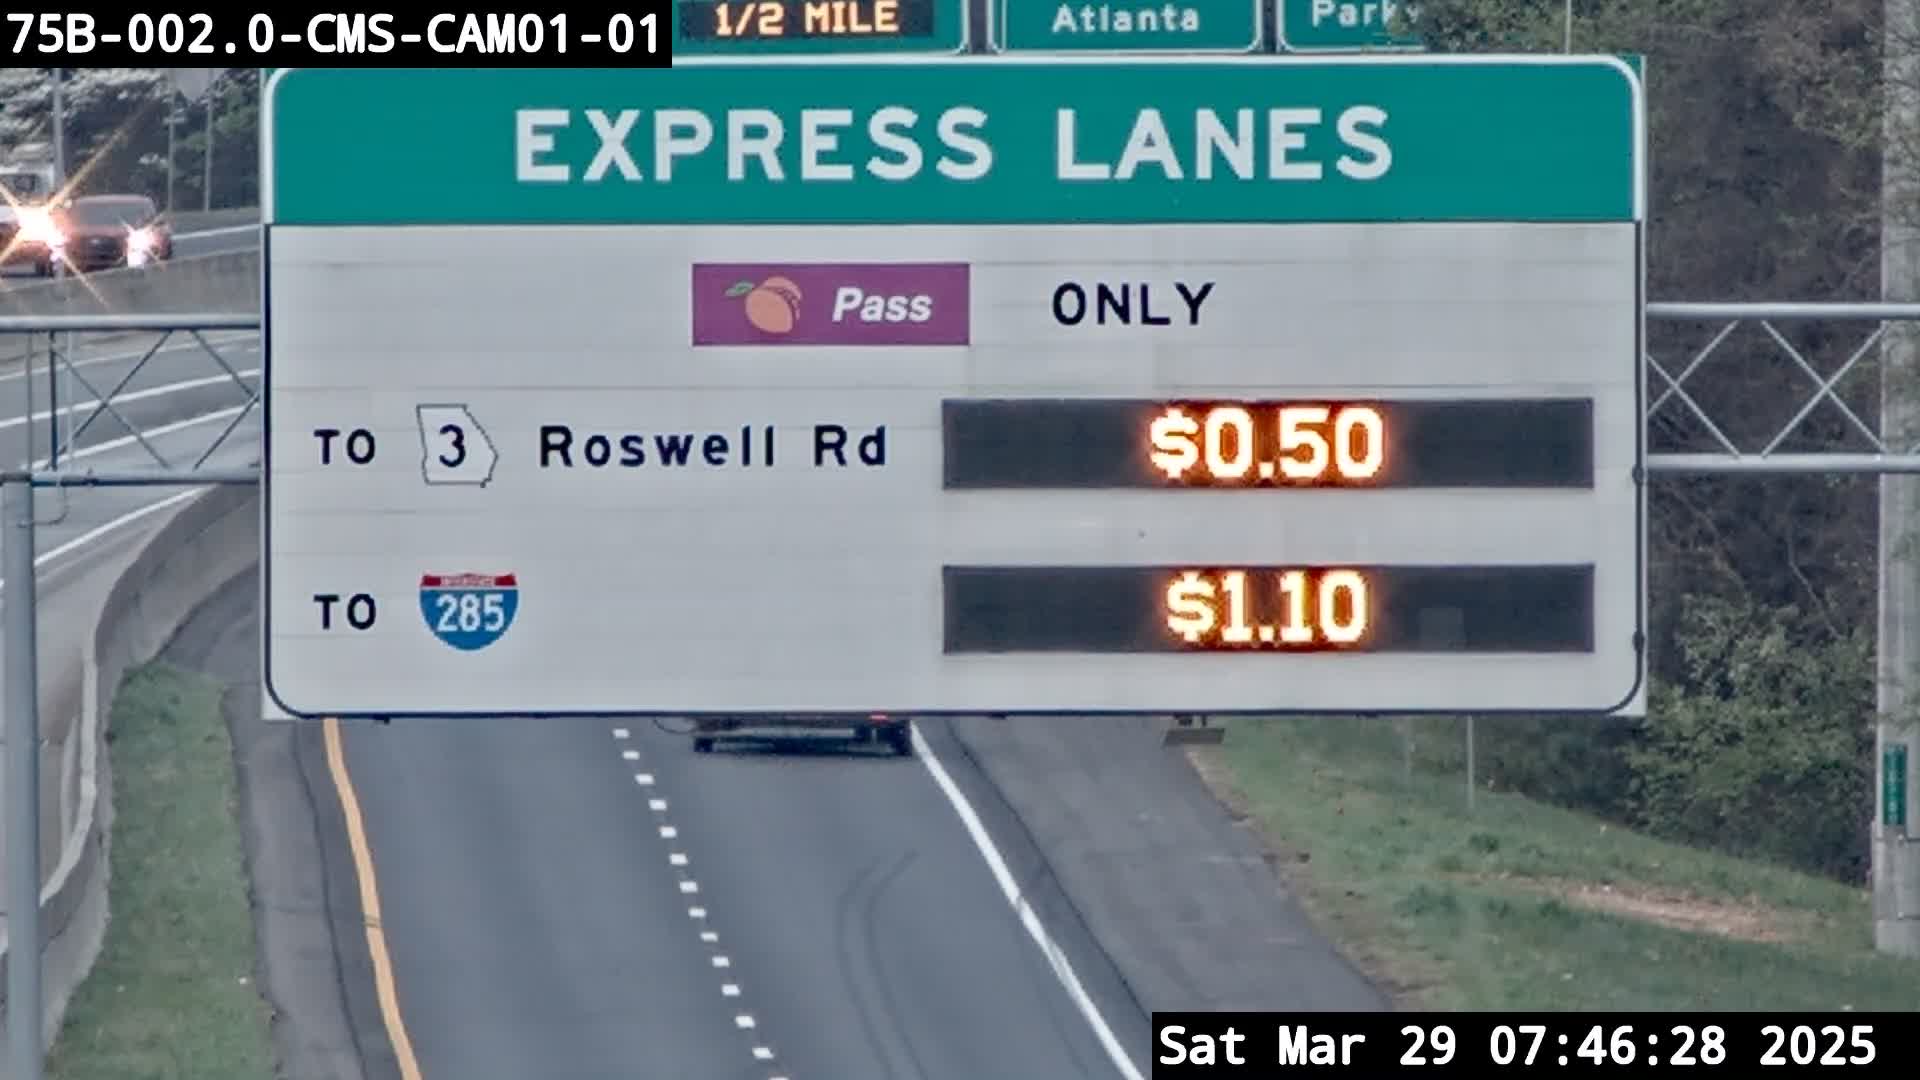 75B-002.0-CMS-CAM01-01
1/2 MILE
Atlanta
EXPRESS LANES
Pass ONLY
TO 3 Roswell Rd $0.50
TO INTERSTATE 285 $1.10
Sat Mar 29 07:46:28 2025